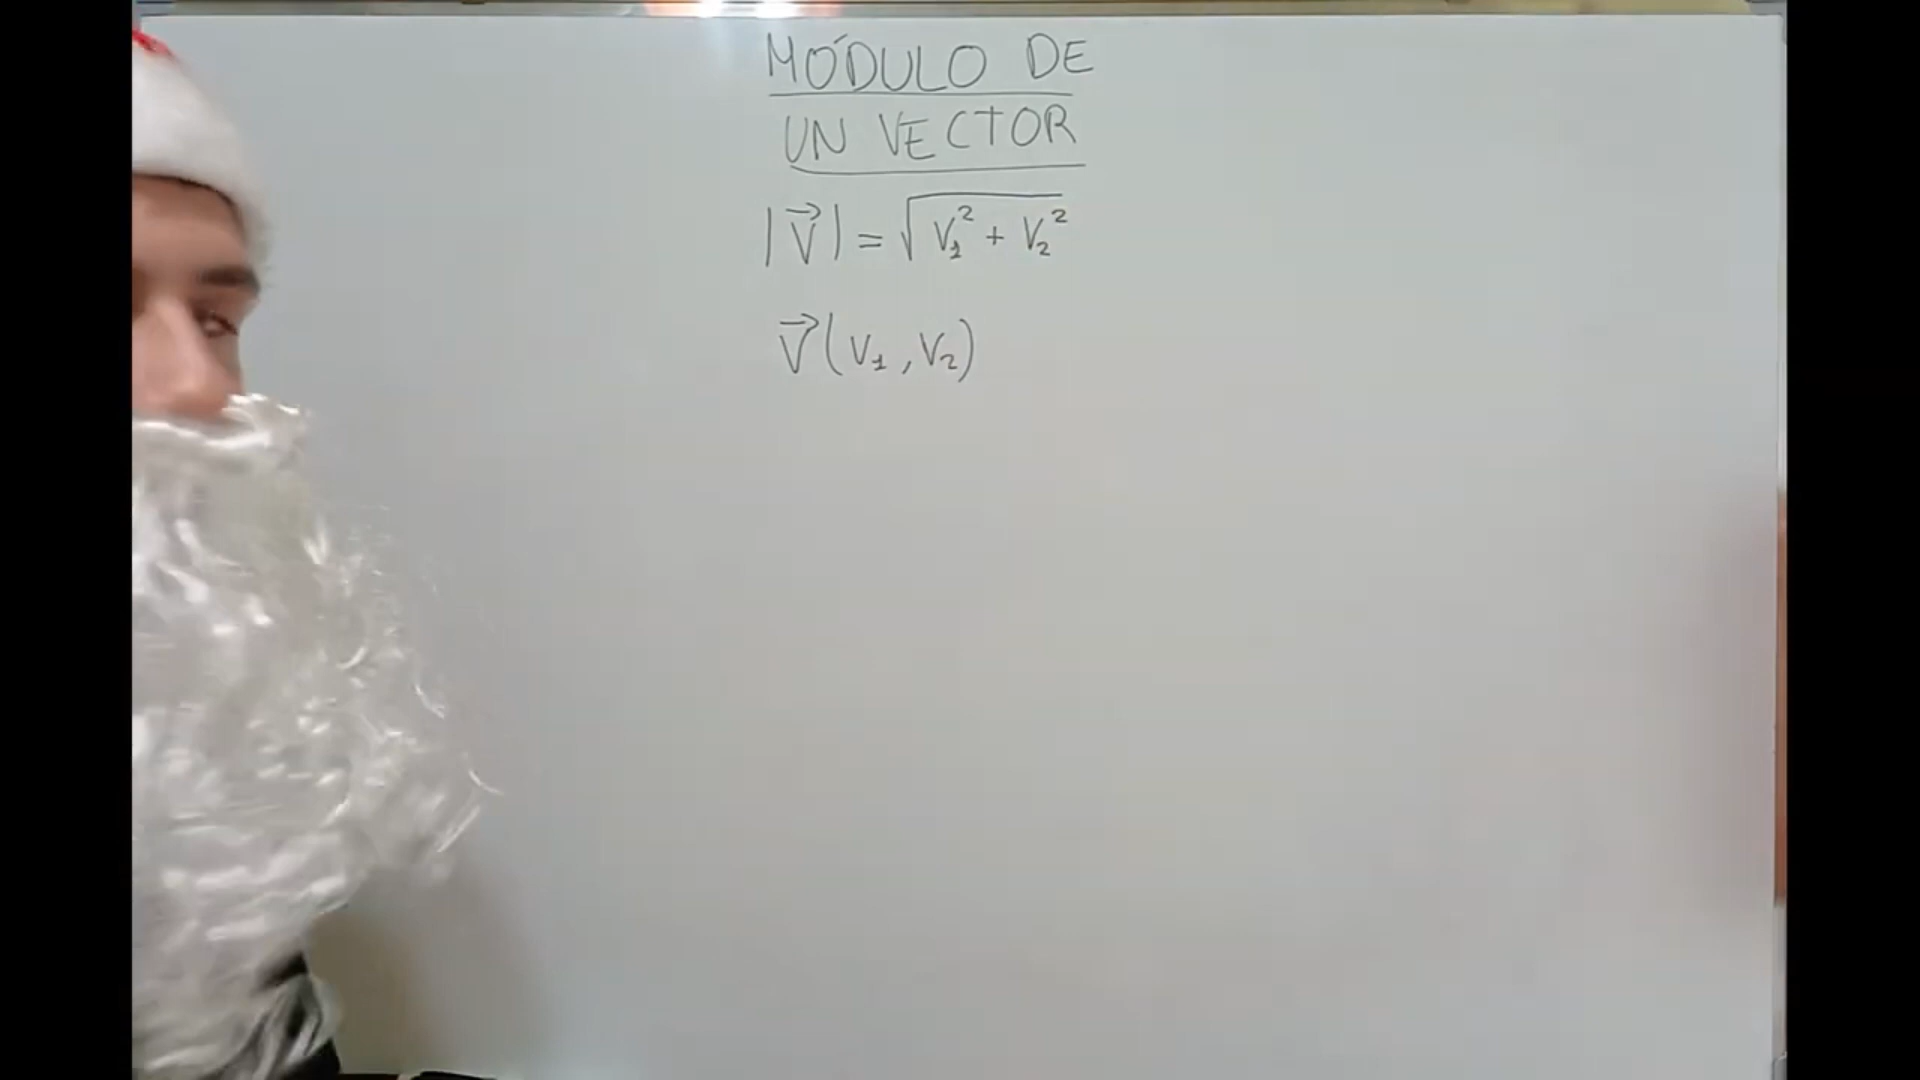 MÓDULO DE
UN VECTOR
|V⃗| = √(V₁² + V₂²)
V⃗(V₁, V₂)